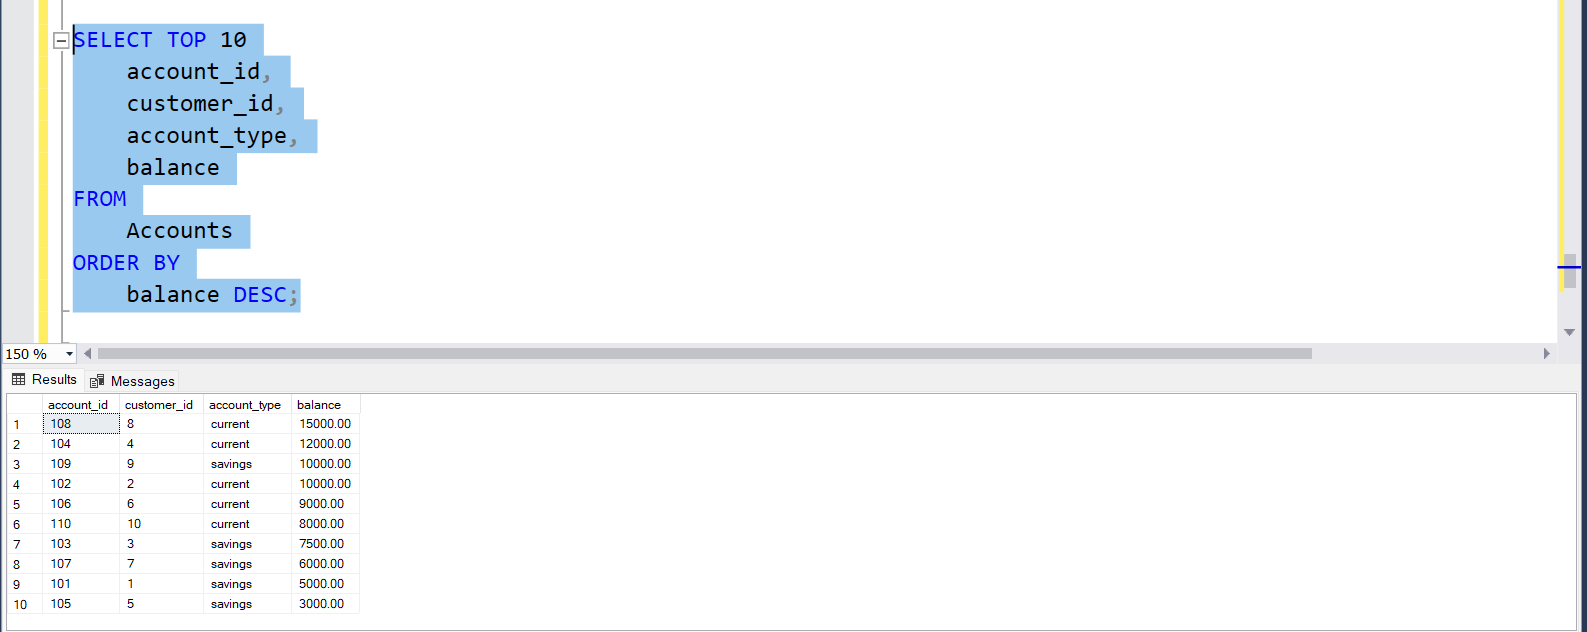 SELECT TOP 10
    account_id,
    customer_id,
    account_type,
    balance
FROM
    Accounts
ORDER BY
    balance DESC;
150 %
Results Messages
account_id customer_id account_type balance
1 108 8 current 15000.00
2 104 4 current 12000.00
3 109 9 savings 10000.00
4 102 2 current 10000.00
5 106 6 current 9000.00
6 110 10 current 8000.00
7 103 3 savings 7500.00
8 107 7 savings 6000.00
9 101 1 savings 5000.00
10 105 5 savings 3000.00